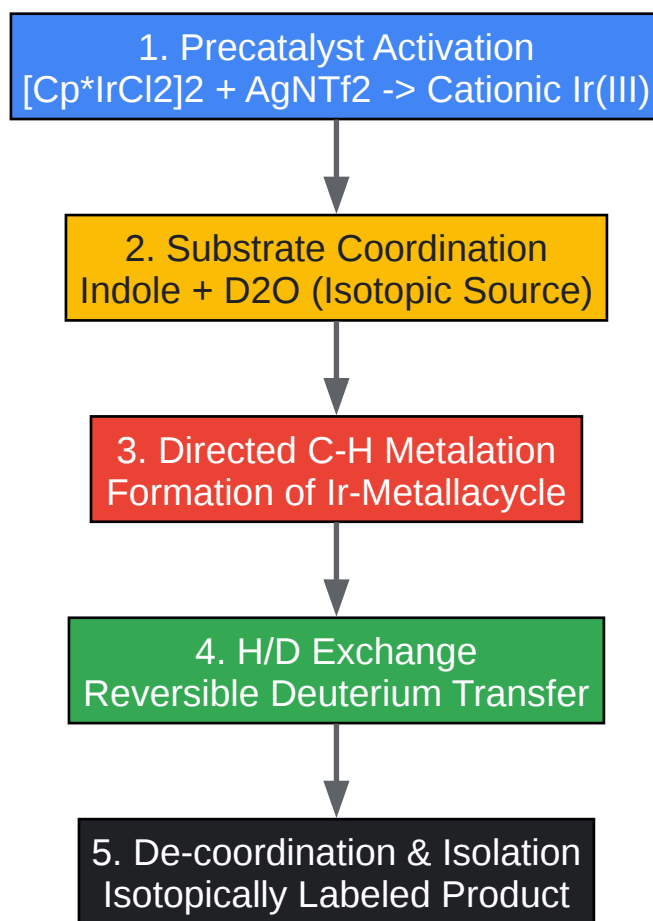 1. Precatalyst Activation
[Cp*IrCl2]2 + AgNTf2 -> Cationic Ir(III)
2. Substrate Coordination
Indole + D2O (Isotopic Source)
3. Directed C-H Metalation
Formation of Ir-Metallacycle
4. H/D Exchange
Reversible Deuterium Transfer
5. De-coordination & Isolation
Isotopically Labeled Product